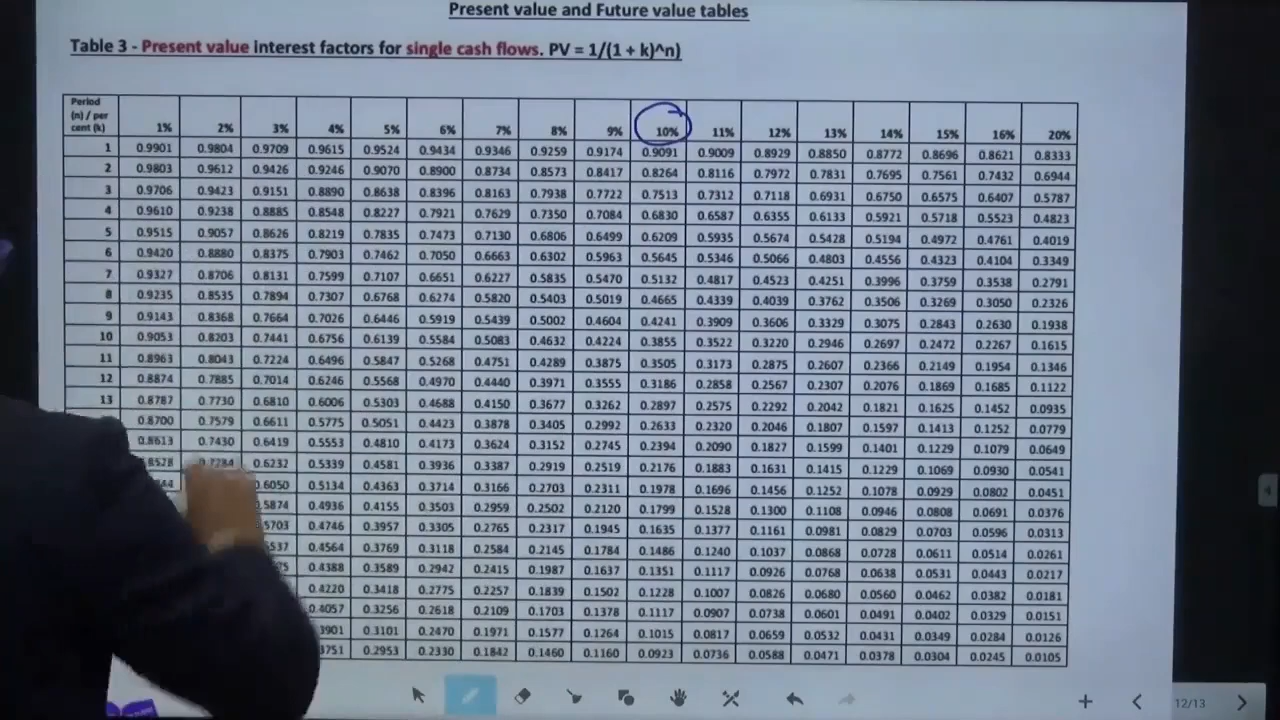 Present value and Future value tables
Table 3 - Present value interest factors for single cash flows. PV = 1/(1 + k)^n)
Period (n) / per cent (k) 1% 2% 3% 4% 5% 6% 7% 8% 9% 10% 11% 12% 13% 14% 15% 16% 20%
1 0.9901 0.9804 0.9709 0.9615 0.9524 0.9434 0.9346 0.9259 0.9174 0.9091 0.9009 0.8929 0.8850 0.8772 0.8696 0.8621 0.8333
2 0.9803 0.9612 0.9426 0.9246 0.9070 0.8900 0.8734 0.8573 0.8417 0.8264 0.8116 0.7972 0.7831 0.7695 0.7561 0.7432 0.6944
3 0.9706 0.9423 0.9151 0.8890 0.8638 0.8396 0.8163 0.7938 0.7722 0.7513 0.7312 0.7118 0.6931 0.6750 0.6575 0.6407 0.5787
4 0.9610 0.9238 0.8885 0.8548 0.8227 0.7921 0.7629 0.7350 0.7084 0.6830 0.6587 0.6355 0.6133 0.5921 0.5718 0.5523 0.4823
5 0.9515 0.9057 0.8626 0.8219 0.7835 0.7473 0.7130 0.6806 0.6499 0.6209 0.5935 0.5674 0.5428 0.5194 0.4972 0.4761 0.4019
6 0.9420 0.8880 0.8375 0.7903 0.7462 0.7050 0.6663 0.6302 0.5963 0.5645 0.5346 0.5066 0.4803 0.4556 0.4323 0.4104 0.3349
7 0.9327 0.8706 0.8131 0.7599 0.7107 0.6651 0.6227 0.5835 0.5470 0.5132 0.4817 0.4523 0.4251 0.3996 0.3759 0.3538 0.2791
8 0.9235 0.8535 0.7894 0.7307 0.6768 0.6274 0.5820 0.5403 0.5019 0.4665 0.4339 0.4039 0.3762 0.3506 0.3269 0.3050 0.2326
9 0.9143 0.8368 0.7664 0.7026 0.6446 0.5919 0.5439 0.5002 0.4604 0.4241 0.3909 0.3606 0.3329 0.3075 0.2843 0.2630 0.1938
10 0.9053 0.8203 0.7441 0.6756 0.6139 0.5584 0.5083 0.4632 0.4224 0.3855 0.3522 0.3220 0.2946 0.2697 0.2472 0.2267 0.1615
11 0.8963 0.8043 0.7224 0.6496 0.5847 0.5268 0.4751 0.4289 0.3875 0.3505 0.3173 0.2875 0.2607 0.2366 0.2149 0.1954 0.1346
12 0.8874 0.7885 0.7014 0.6246 0.5568 0.4970 0.4440 0.3971 0.3555 0.3186 0.2858 0.2567 0.2307 0.2076 0.1869 0.1685 0.1122
13 0.8787 0.7730 0.6810 0.6006 0.5303 0.4688 0.4150 0.3677 0.3262 0.2897 0.2575 0.2292 0.2042 0.1821 0.1625 0.1452 0.0935
0.8700 0.7579 0.6611 0.5775 0.5051 0.4423 0.3878 0.3405 0.2992 0.2633 0.2320 0.2046 0.1807 0.1597 0.1413 0.1252 0.0779
0.8613 0.7430 0.6419 0.5553 0.4810 0.4173 0.3624 0.3152 0.2745 0.2394 0.2090 0.1827 0.1599 0.1401 0.1229 0.1079 0.0649
.8528 0.7284 0.6232 0.5339 0.4581 0.3936 0.3387 0.2919 0.2519 0.2176 0.1883 0.1631 0.1415 0.1229 0.1069 0.0930 0.0541
0.6050 0.5134 0.4363 0.3714 0.3166 0.2703 0.2311 0.1978 0.1696 0.1456 0.1252 0.1078 0.0929 0.0802 0.0451
.5874 0.4936 0.4155 0.3503 0.2959 0.2502 0.2120 0.1799 0.1528 0.1300 0.1108 0.0946 0.0808 0.0691 0.0376
.5703 0.4746 0.3957 0.3305 0.2765 0.2317 0.1945 0.1635 0.1377 0.1161 0.0981 0.0829 0.0703 0.0596 0.0313
0.4564 0.3769 0.3118 0.2584 0.2145 0.1784 0.1486 0.1240 0.1037 0.0868 0.0728 0.0611 0.0514 0.0261
0.4388 0.3589 0.2942 0.2415 0.1987 0.1637 0.1351 0.1117 0.0926 0.0768 0.0638 0.0531 0.0443 0.0217
0.4220 0.3418 0.2775 0.2257 0.1839 0.1502 0.1228 0.1007 0.0826 0.0680 0.0560 0.0462 0.0382 0.0181
0.4057 0.3256 0.2618 0.2109 0.1703 0.1378 0.1117 0.0907 0.0738 0.0601 0.0491 0.0402 0.0329 0.0151
3901 0.3101 0.2470 0.1971 0.1577 0.1264 0.1015 0.0817 0.0659 0.0532 0.0431 0.0349 0.0284 0.0126
3751 0.2953 0.2330 0.1842 0.1460 0.1160 0.0923 0.0736 0.0588 0.0471 0.0378 0.0304 0.0245 0.0105
12/13